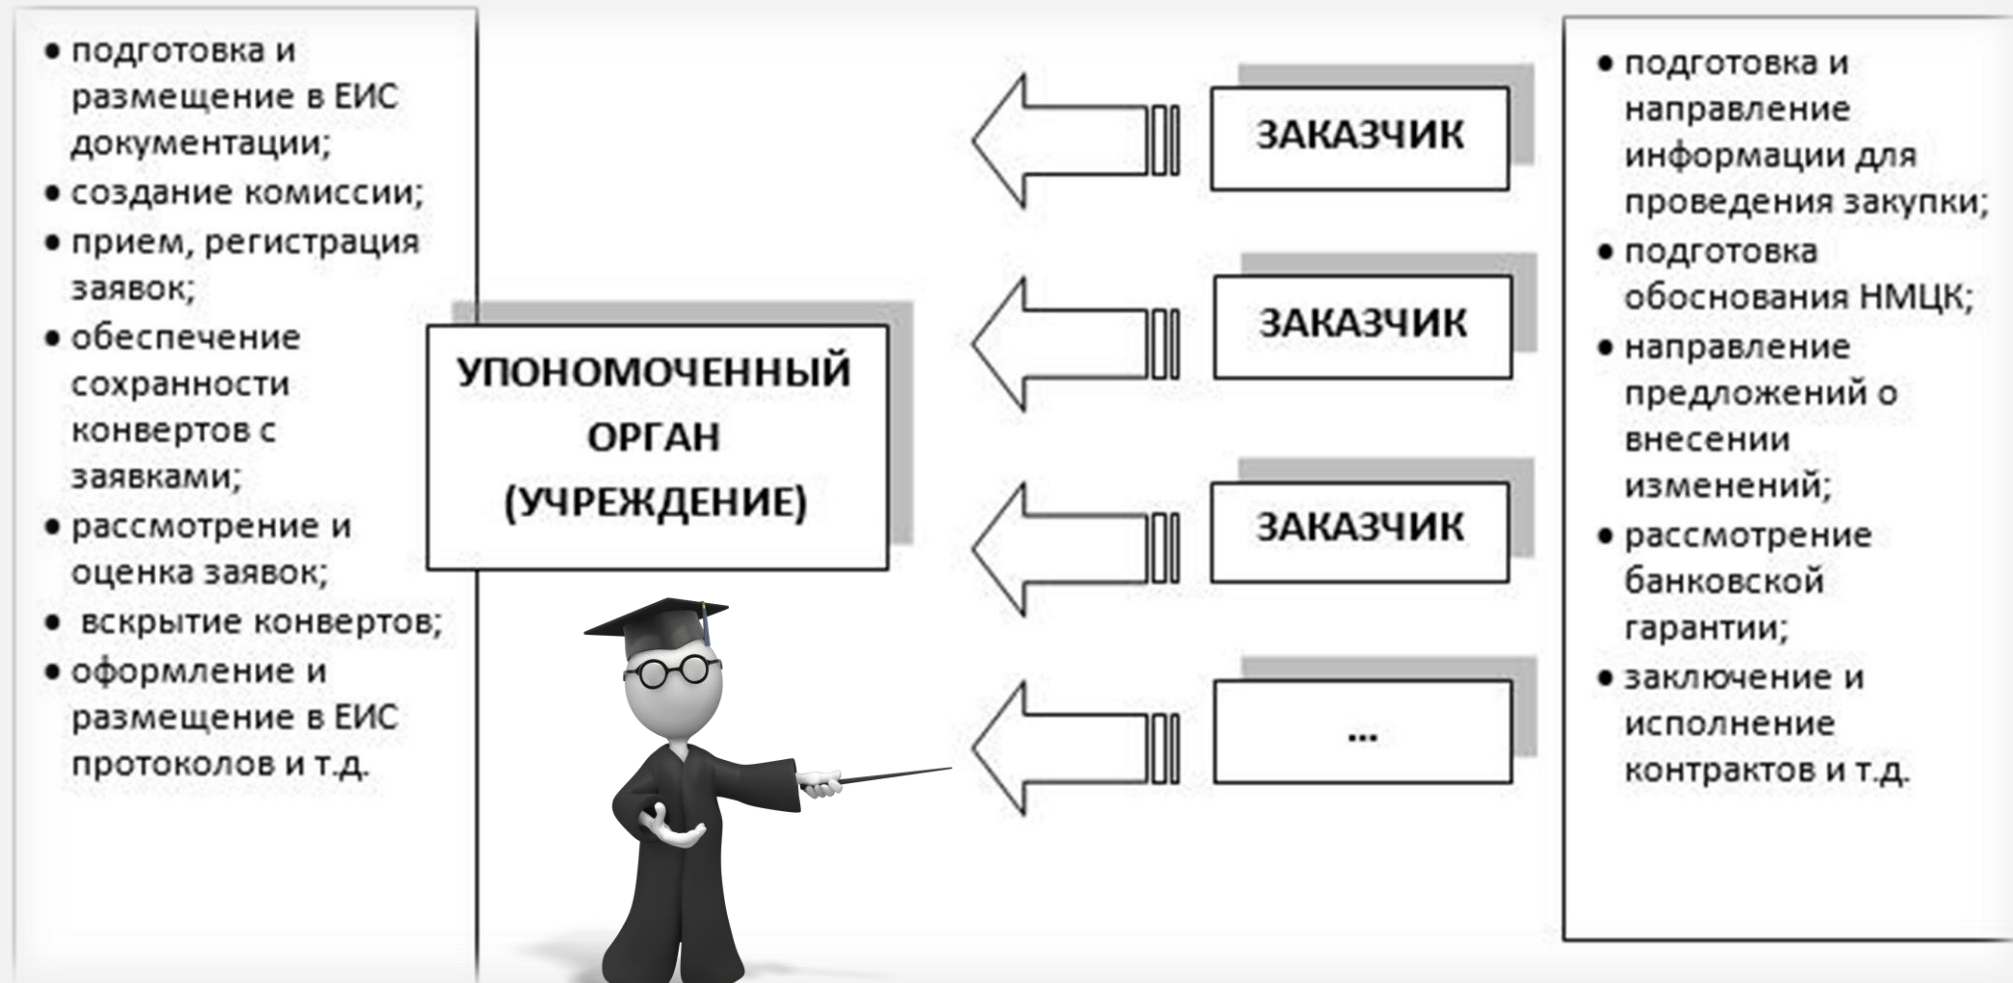 • подготовка и
размещение в ЕИС
документации;
• создание комиссии;
• прием, регистрация
заявок;
• обеспечение
сохранности
конвертов с
заявками;
• рассмотрение и
оценка заявок;
• вскрытие конвертов;
• оформление и
размещение в ЕИС
протоколов и т.д.
УПОНОМОЧЕННЫЙ
ОРГАН
(УЧРЕЖДЕНИЕ)
ЗАКАЗЧИК
ЗАКАЗЧИК
ЗАКАЗЧИК
...
• подготовка и
направление
информации для
проведения закупки;
• подготовка
обоснования НМЦК;
• направление
предложений о
внесении
изменений;
• рассмотрение
банковской
гарантии;
• заключение и
исполнение
контрактов и т.д.